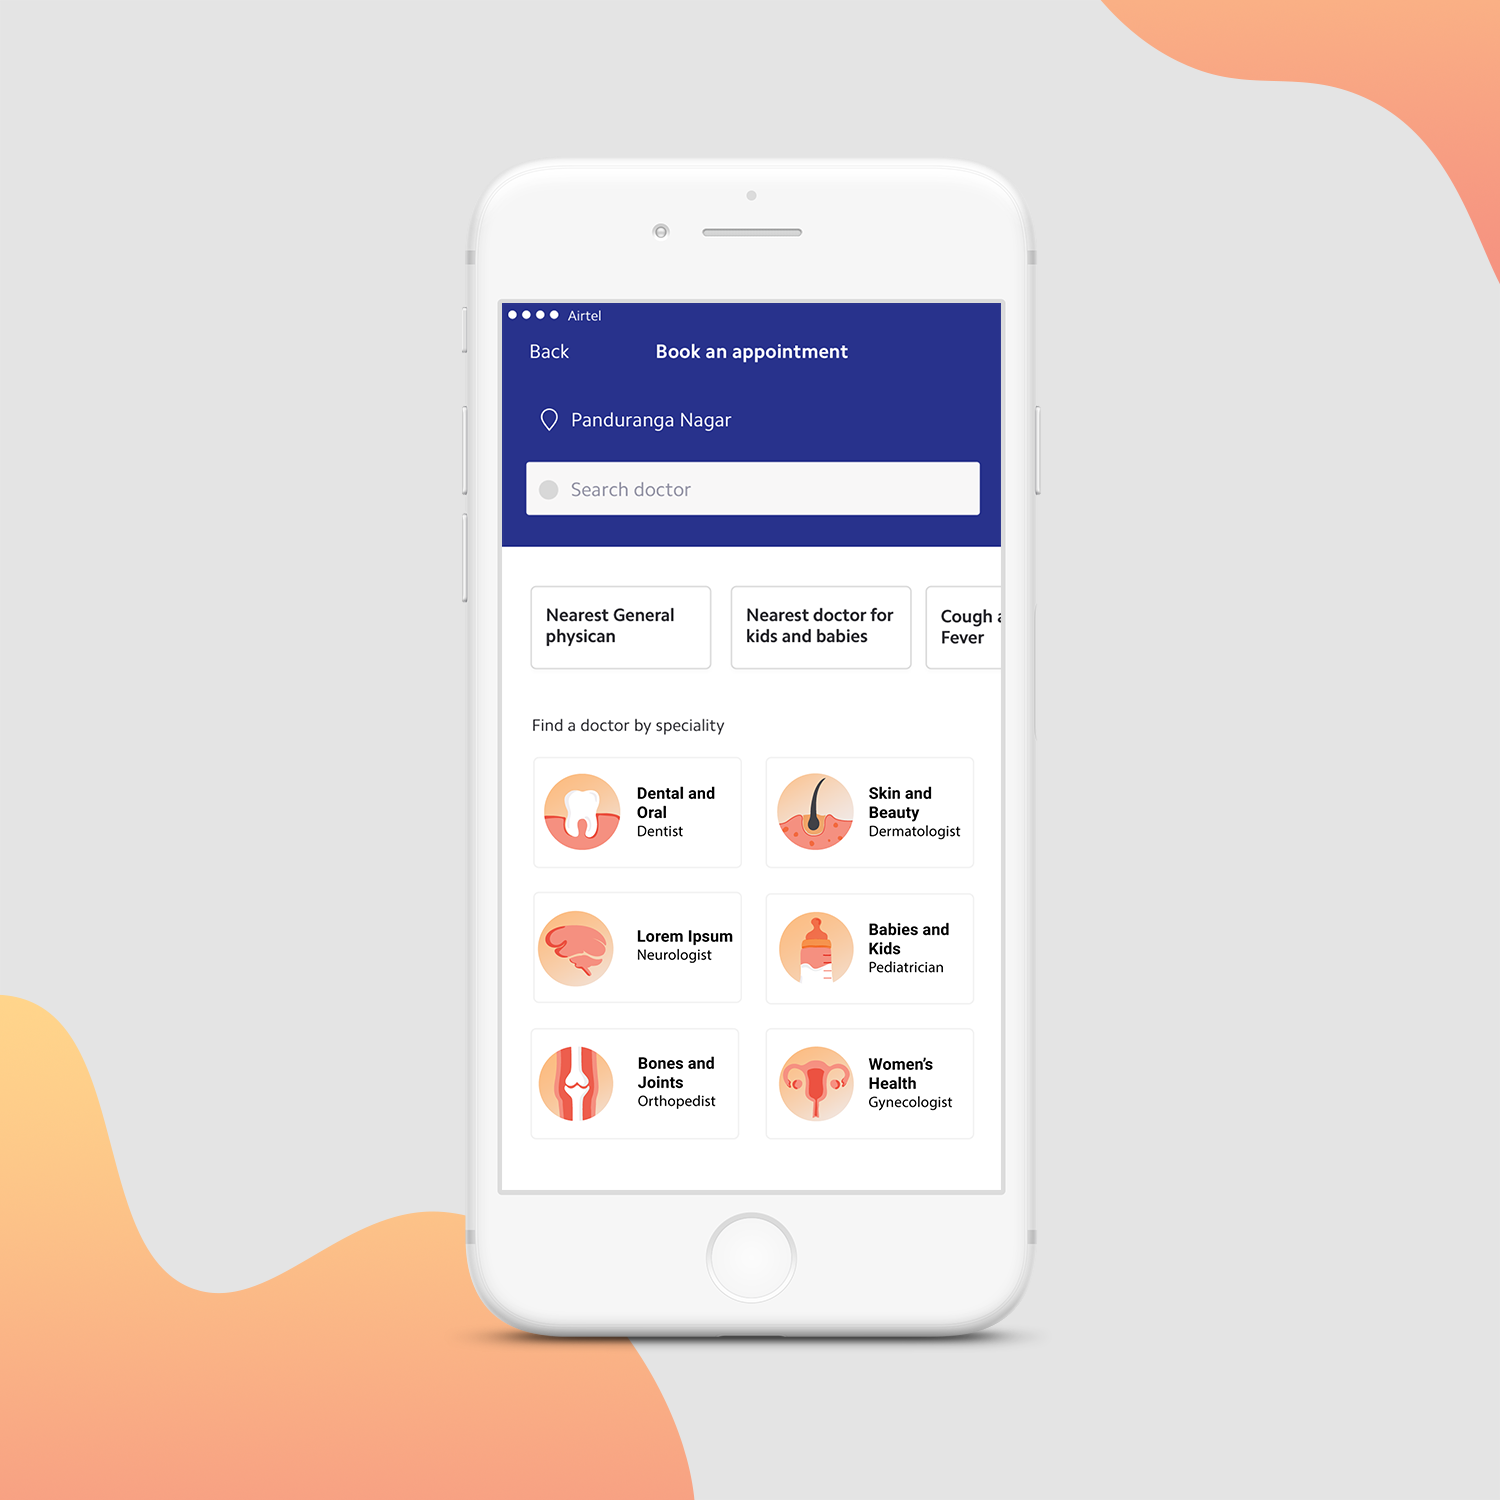 Airtel
Back
Book an appointment
Panduranga Nagar
Search doctor
Nearest General
physican
Nearest doctor for
kids and babies
Cough
Fever
Find a doctor by speciality
Dental and
Oral
Dentist
Skin and
Beauty
Dermatologist
Lorem Ipsum
Neurologist
Babies and
Kids
Pediatrician
Bones and
Joints
Orthopedist
Women’s
Health
Gynecologist